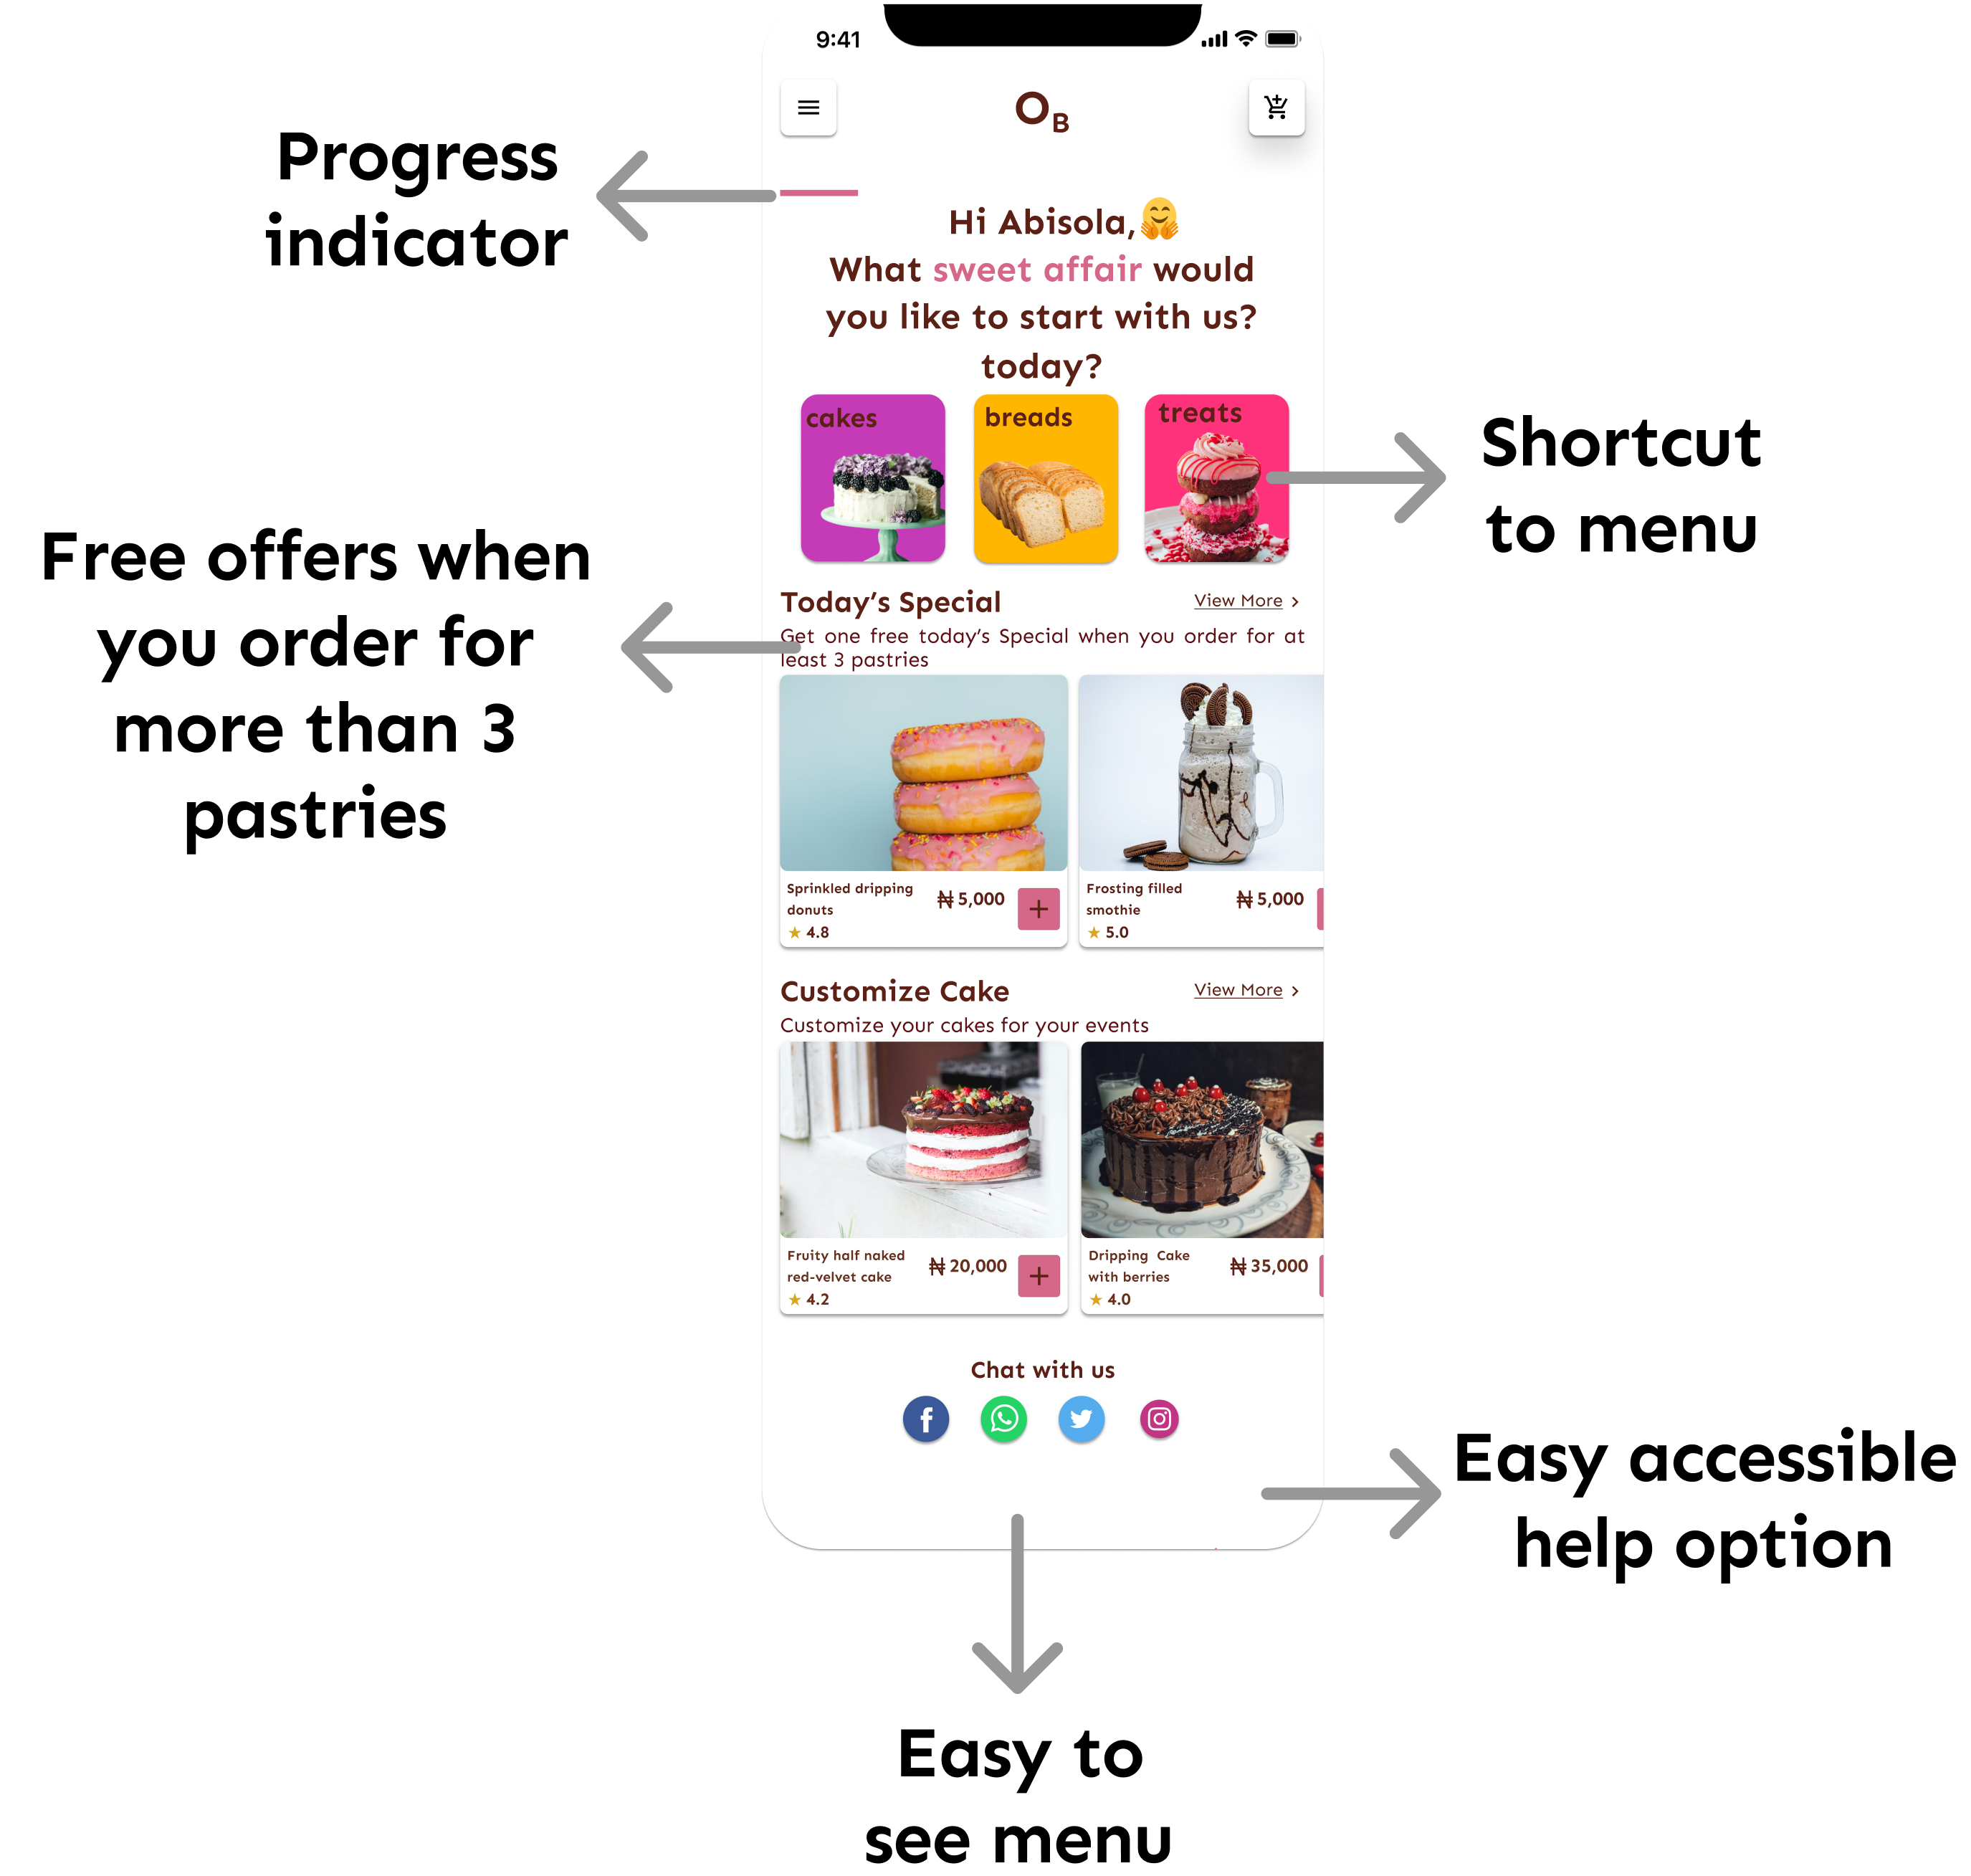 9:41
OB
Progress
indicator
Hi Abisola,🤗
What sweet affair would
you like to start with us?
today?
cakes
breads
treats
Shortcut
to menu
Free offers when
you order for
more than 3
pastries
Today’s Special
View More >
Get one free today’s Special when you order for at
least 3 pastries
Sprinkled dripping
donuts
₦ 5,000
+
★ 4.8
Frosting filled
smothie
₦ 5,000
★ 5.0
Customize Cake
View More >
Customize your cakes for your events
Fruity half naked
red-velvet cake
₦ 20,000
+
★ 4.2
Dripping Cake
with berries
₦ 35,000
★ 4.0
Chat with us
Easy accessible
help option
Easy to
see menu